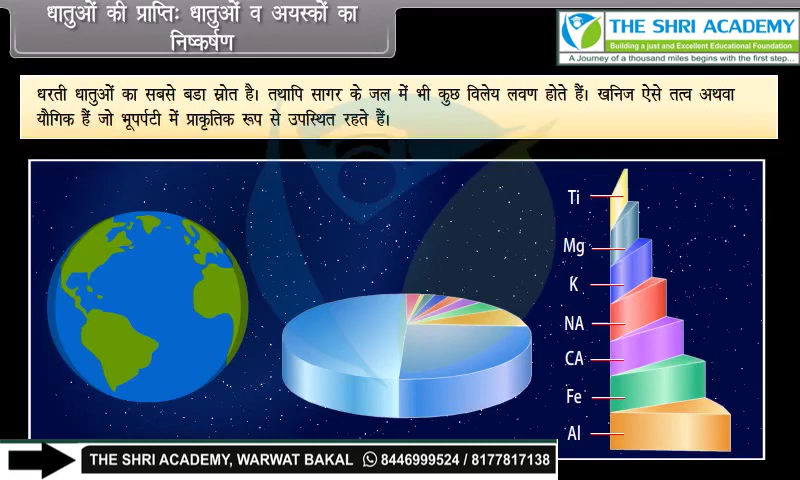 धातुओं की प्राप्तिः धातुओं व अयस्कों का
निष्कर्षण
THE SHRI ACADEMY
Building a just and Excellent Educational Foundation
A Journey of a thousand miles begins with the first step...
धरती धातुओं का सबसे बडा स्रोत है। तथापि सागर के जल में भी कुछ विलेय लवण होते हैं। खनिज ऐसे तत्व अथवा
यौगिक हैं जो भूपर्पटी में प्राकृतिक रूप से उपस्थित रहते हैं।
Ti
Mg
K
NA
CA
Fe
Al
THE SHRI ACADEMY, WARWAT BAKAL 8446999524 / 8177817138